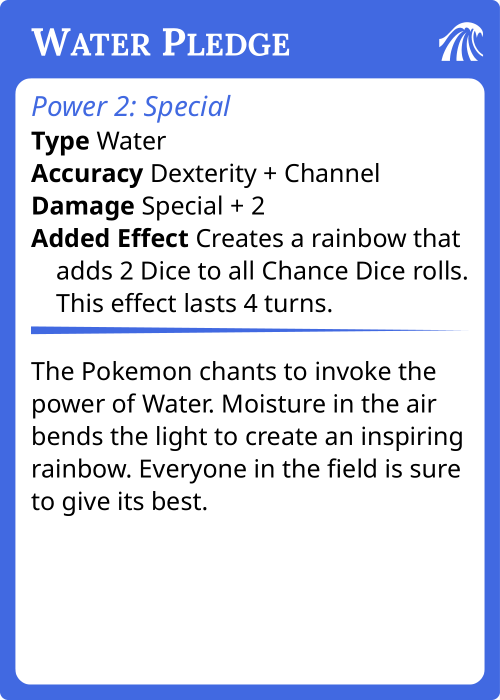 Water Pledge
Power 2: Special
Type Water
Accuracy Dexterity + Channel
Damage Special + 2
Added Effect Creates a rainbow that
adds 2 Dice to all Chance Dice rolls.
This effect lasts 4 turns.
The Pokemon chants to invoke the
power of Water. Moisture in the air
bends the light to create an inspiring
rainbow. Everyone in the field is sure
to give its best.